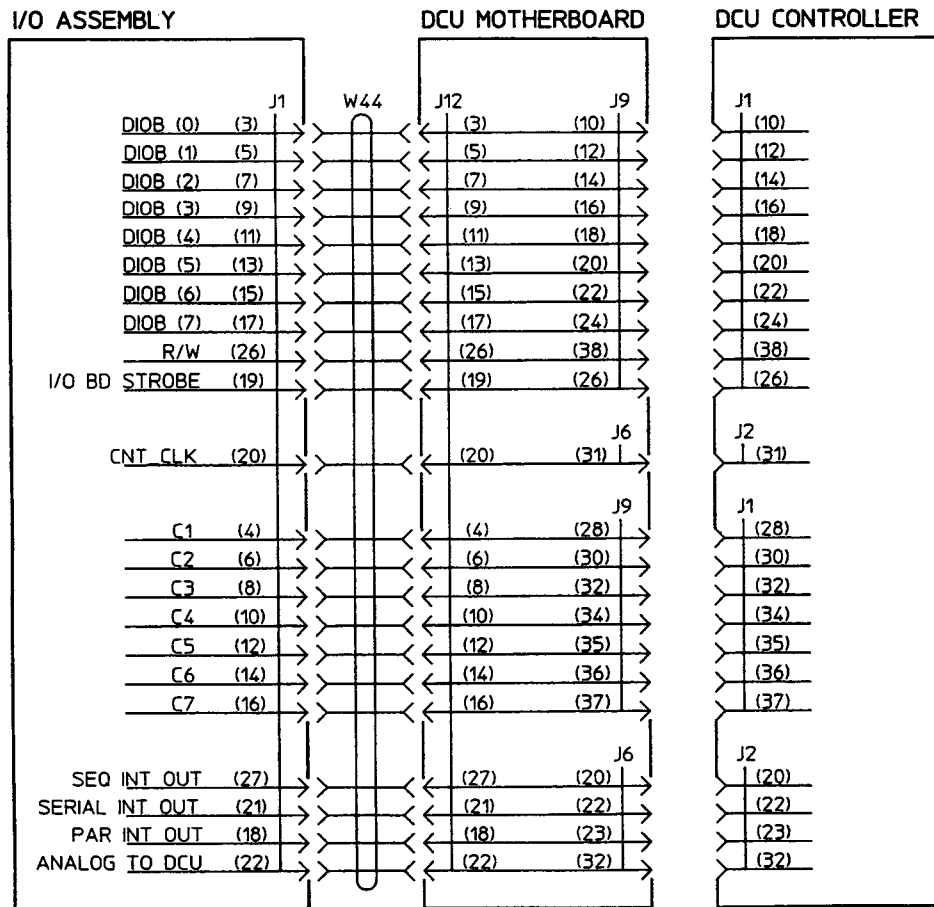 I/O ASSEMBLY DCU MOTHERBOARD DCU CONTROLLER
J1 W44 J12 J9 J1
DIOB (0) (3) (3) (10) (10)
DIOB (1) (5) (5) (12) (12)
DIOB (2) (7) (7) (14) (14)
DIOB (3) (9) (9) (16) (16)
DIOB (4) (11) (11) (18) (18)
DIOB (5) (13) (13) (20) (20)
DIOB (6) (15) (15) (22) (22)
DIOB (7) (17) (17) (24) (24)
R/W (26) (26) (38) (38)
I/O BD STROBE (19) (19) (26) (26)
J6 J2
CNT CLK (20) (20) (31) (31)
J9 J1
C1 (4) (4) (28) (28)
C2 (6) (6) (30) (30)
C3 (8) (8) (32) (32)
C4 (10) (10) (34) (34)
C5 (12) (12) (35) (35)
C6 (14) (14) (36) (36)
C7 (16) (16) (37) (37)
J6 J2
SEQ INT OUT (27) (27) (20) (20)
SERIAL INT OUT (21) (21) (22) (22)
PAR INT OUT (18) (18) (23) (23)
ANALOG TO DCU (22) (22) (32) (32)